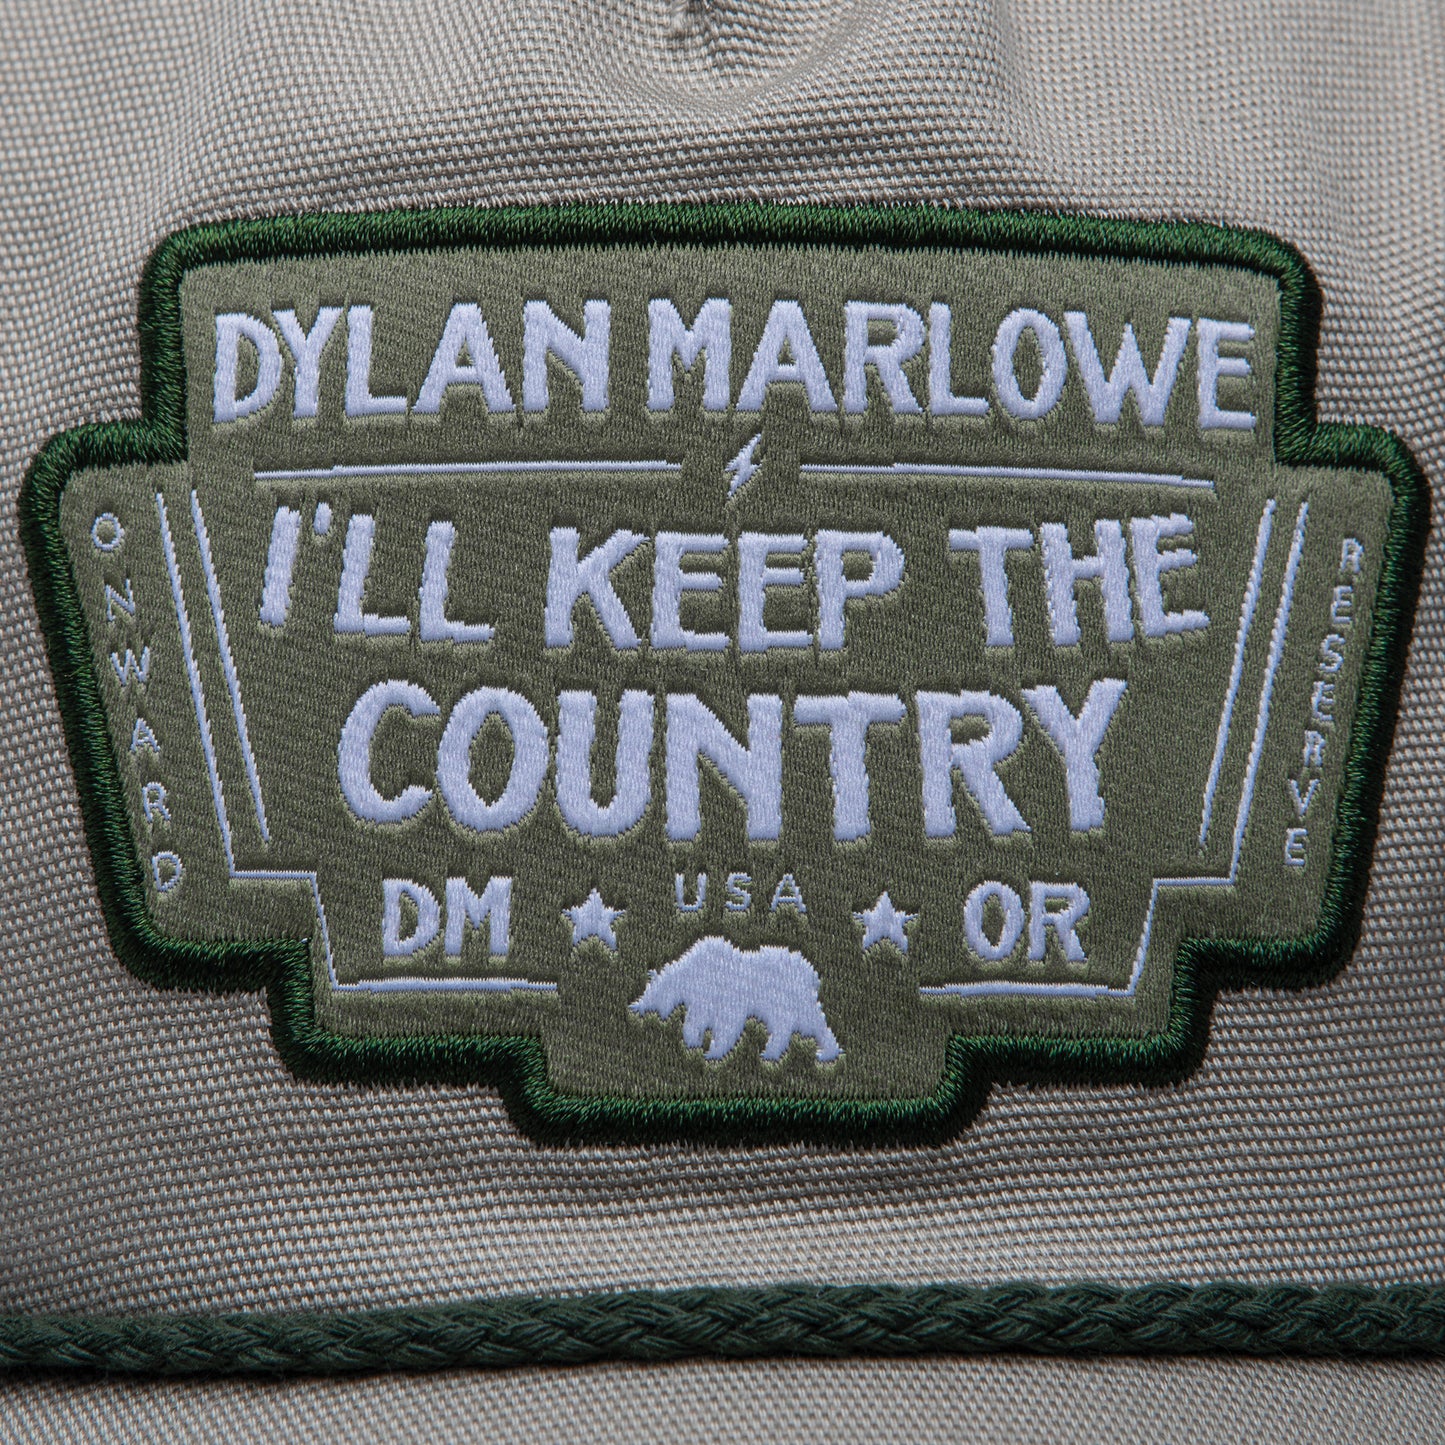 DYLAN MARLOWE
I'LL KEEP THE
COUNTRY
ONWARD
RESERVE
USA
DM
OR